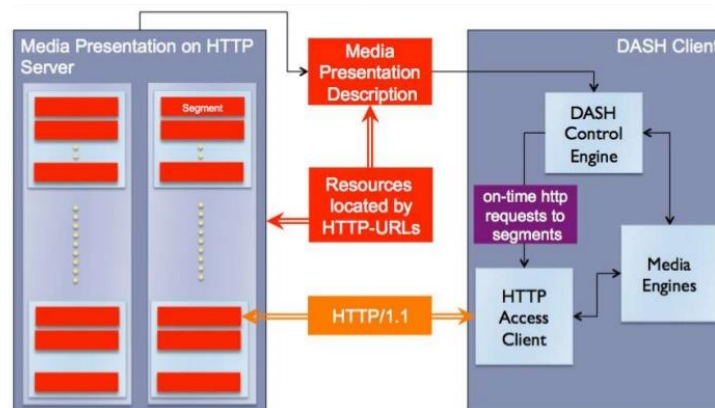 Media Presentation on HTTP
Server
Segment
Media
Presentation
Description
Resources
located by
HTTP-URLs
HTTP/1.1
DASH Client
DASH
Control
Engine
on-time http
requests to
segments
HTTP
Access
Client
Media
Engines